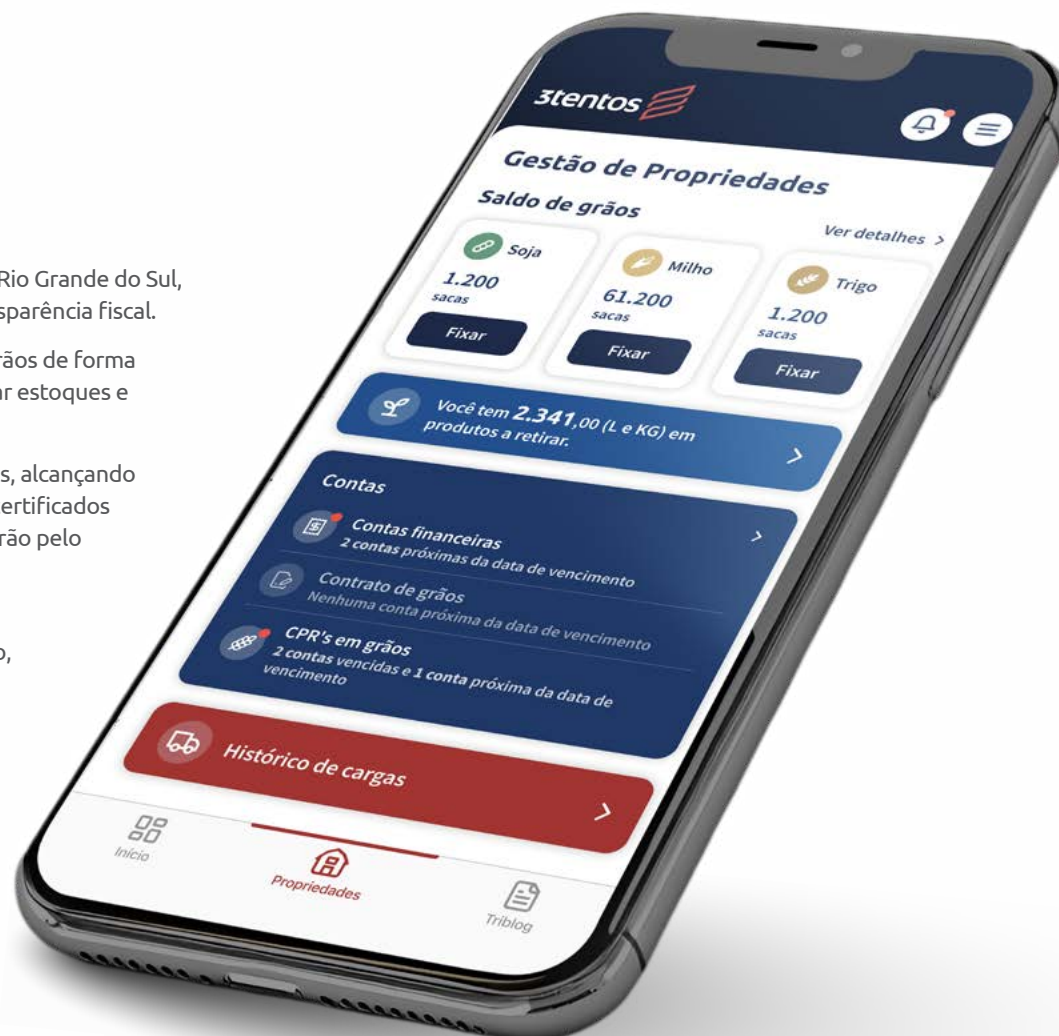 Rio Grande do Sul,
sparência fiscal.
rãos de forma
ar estoques e
s, alcançando
ertificados
rão pelo
o,
3tentos
Gestão de Propriedades
Saldo de grãos
Ver detalhes >
Soja
1.200
sacas
Fixar
Milho
61.200
sacas
Fixar
Trigo
1.200
sacas
Fixar
Você tem 2.341,00 (L e KG) em
produtos a retirar.
Contas
Contas financeiras
2 contas próximas da data de vencimento
Contrato de grãos
Nenhuma conta próxima da data de vencimento
CPR's em grãos
2 contas vencidas e 1 conta próxima da data de
vencimento
Histórico de cargas
Início
Propriedades
Triblog